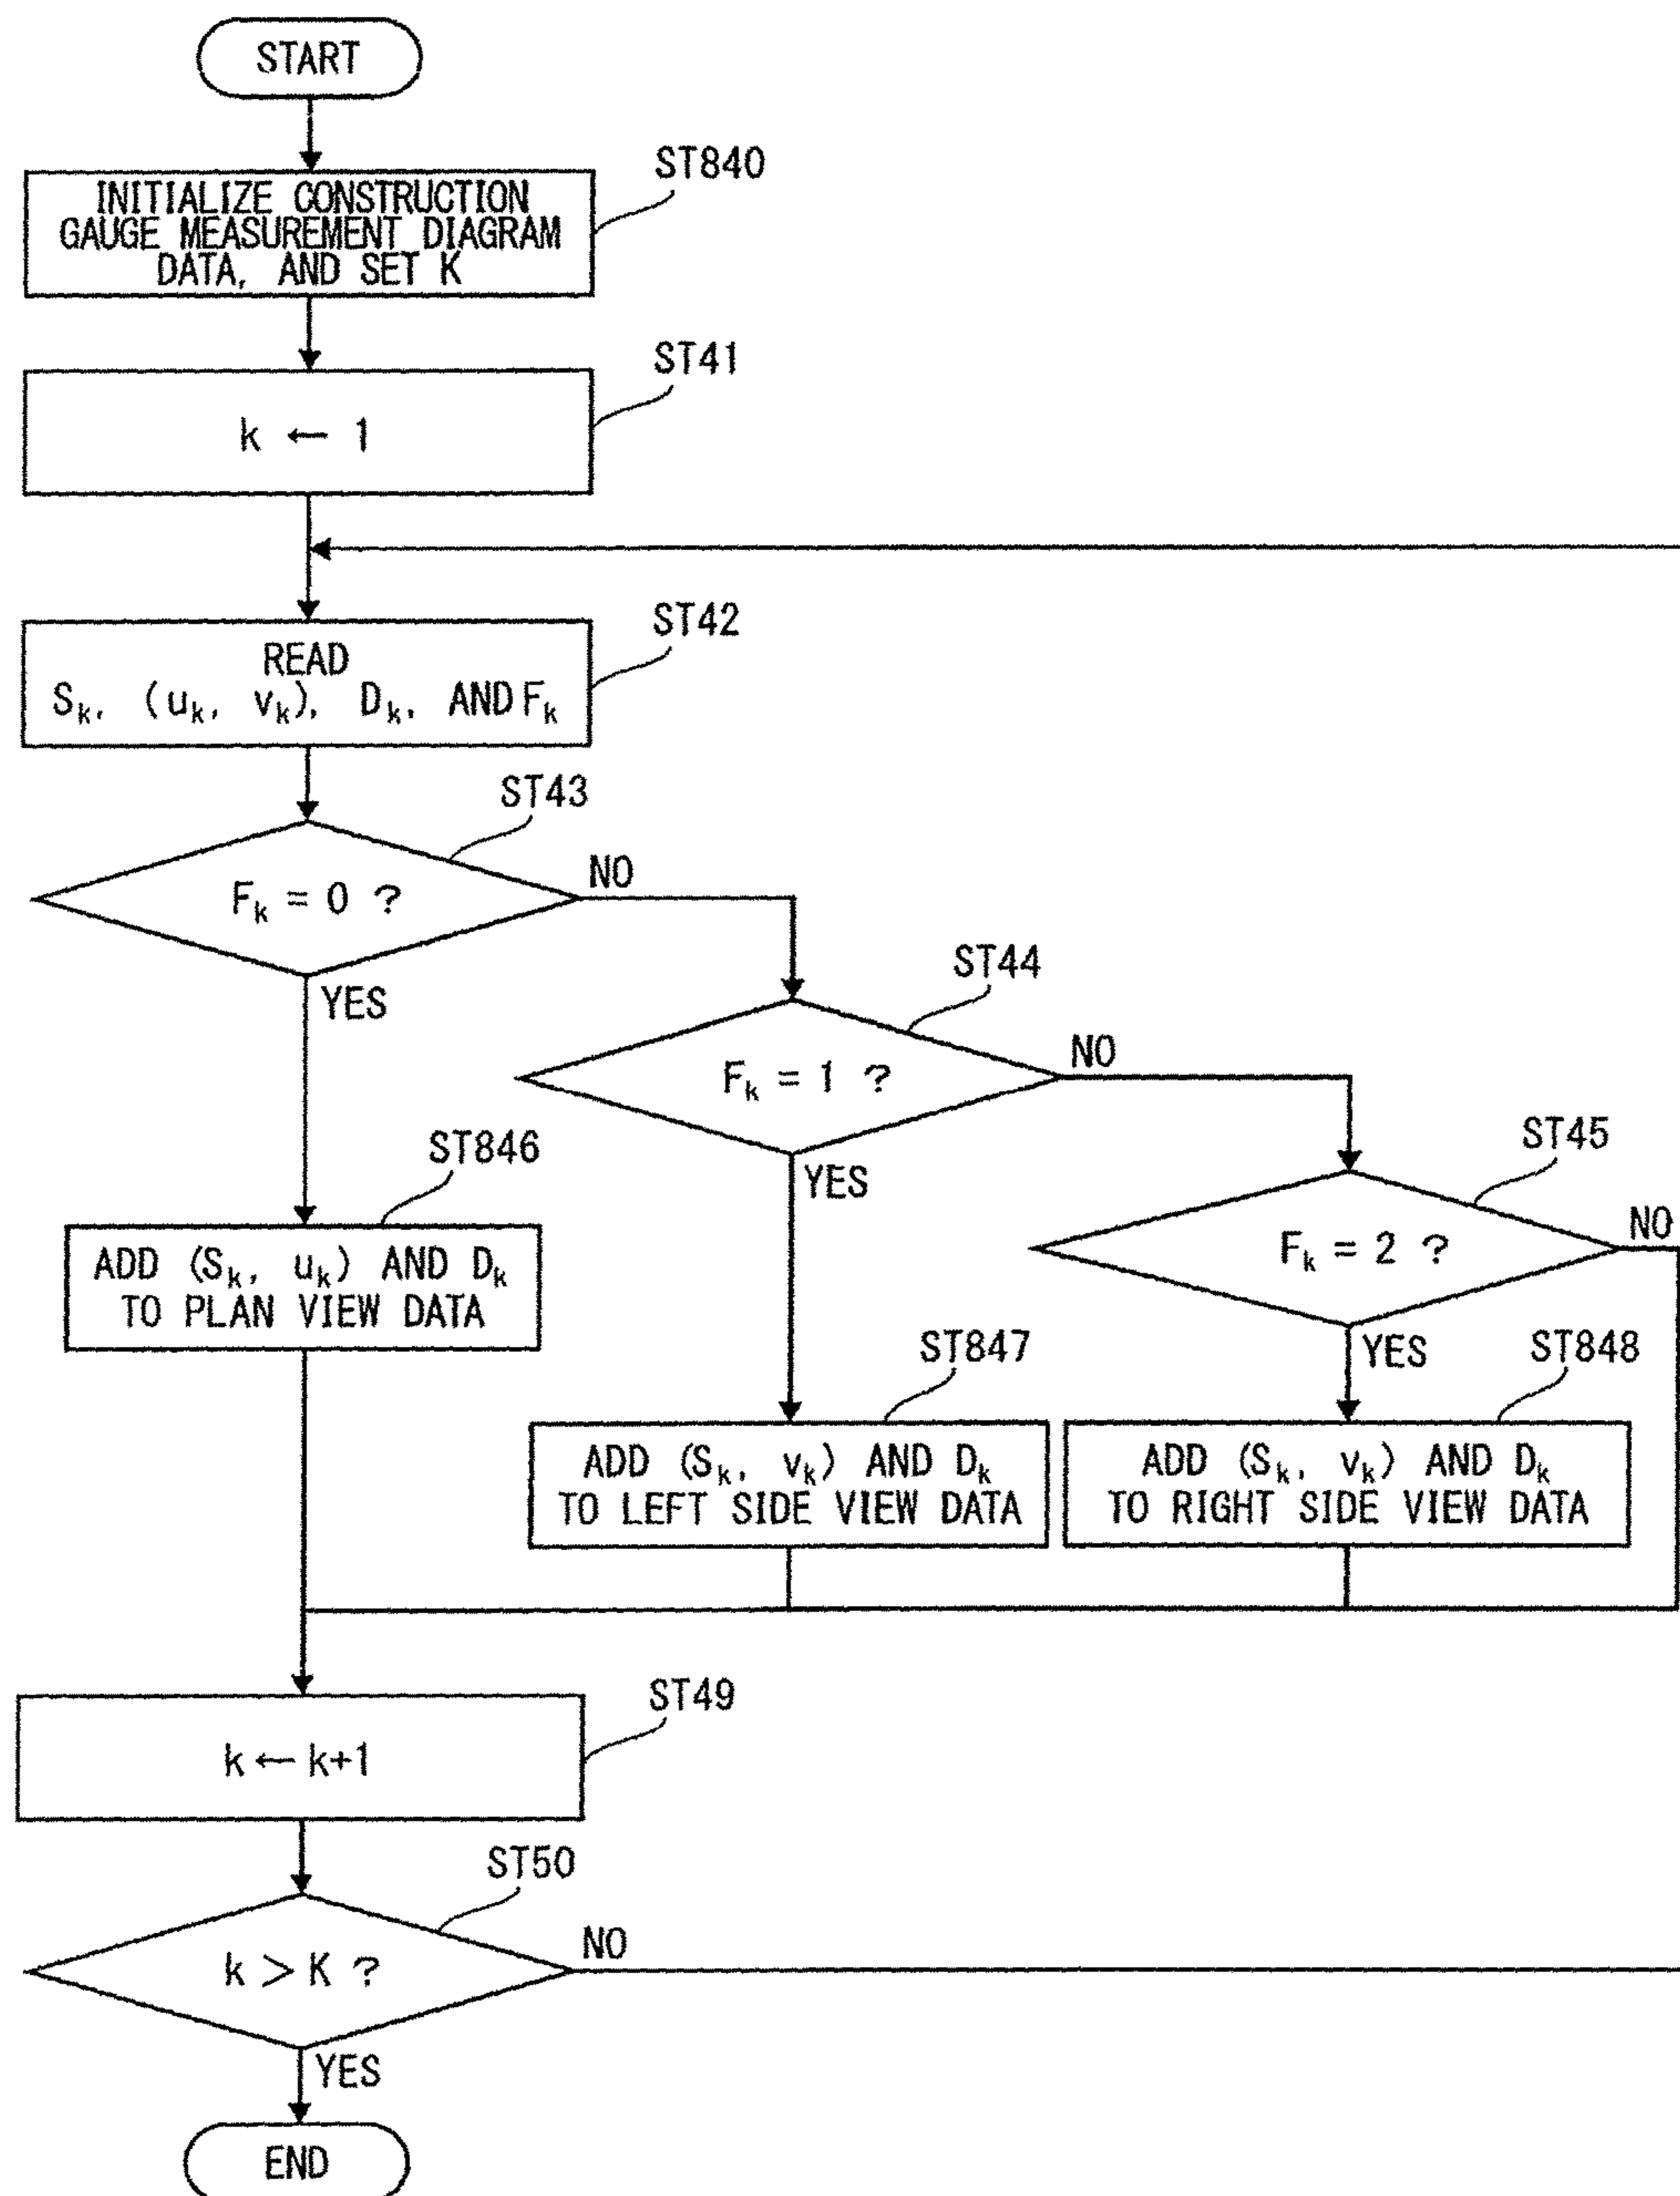 START
ST840
INITIALIZE CONSTRUCTION
GAUGE MEASUREMENT DIAGRAM
DATA, AND SET K
ST41
k ← 1
ST42
READ
Sk, (uk, vk), Dk, AND Fk
ST43
Fk = 0 ?
NO
YES
ST44
Fk = 1 ?
NO
YES
ST45
Fk = 2 ?
NO
YES
ST846
ADD (Sk, uk) AND Dk
TO PLAN VIEW DATA
ST847
ADD (Sk, vk) AND Dk
TO LEFT SIDE VIEW DATA
ST848
ADD (Sk, vk) AND Dk
TO RIGHT SIDE VIEW DATA
ST49
k ← k+1
ST50
k > K ?
NO
YES
END